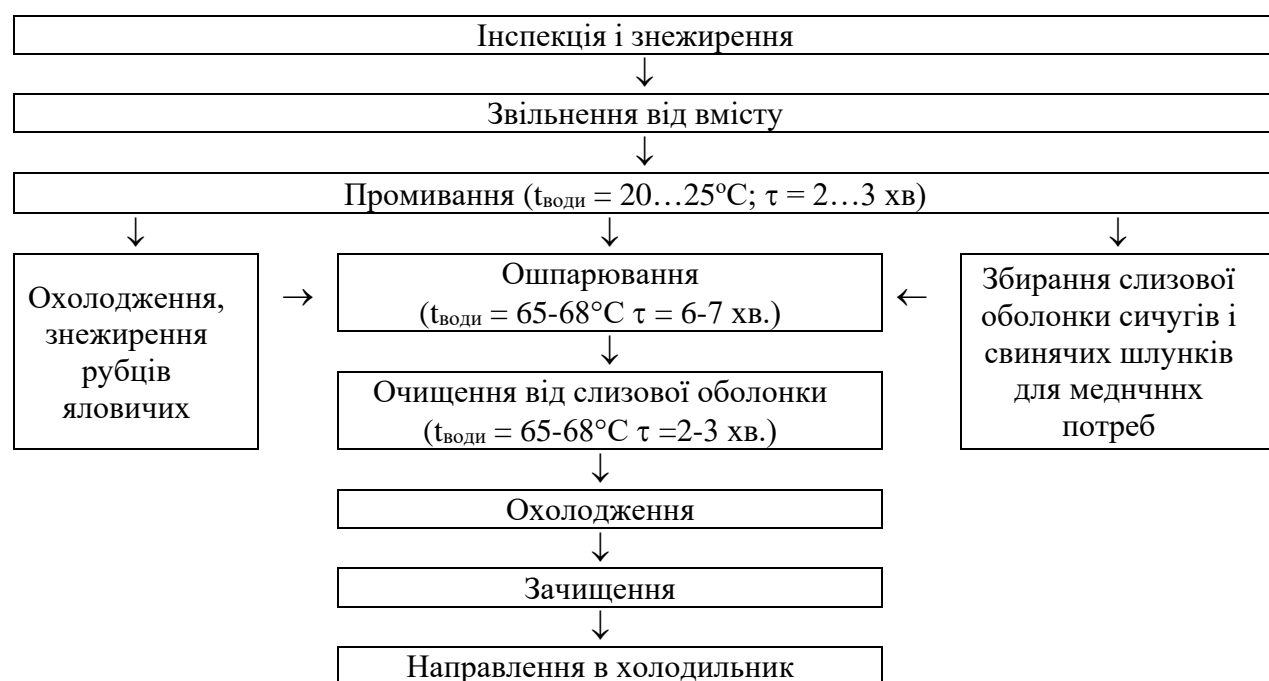 Інспекція і знежирення
↓
Звільнення від вмісту
↓
Промивання (tводи = 20…25ºС; τ = 2…3 хв)
↓ ↓ ↓
Охолодження,
знежирення
рубців
яловичих
→
Ошпарювання
(tводи = 65-68°С τ = 6-7 хв.)
←
Збирання слизової
оболонки сичугів і
свинячих шлунків
для меднчннх
потреб
↓
Очищення від слизової оболонки
(tводи = 65-68°С τ =2-3 хв.)
↓
Охолодження
↓
Зачищення
↓
Направлення в холодильник